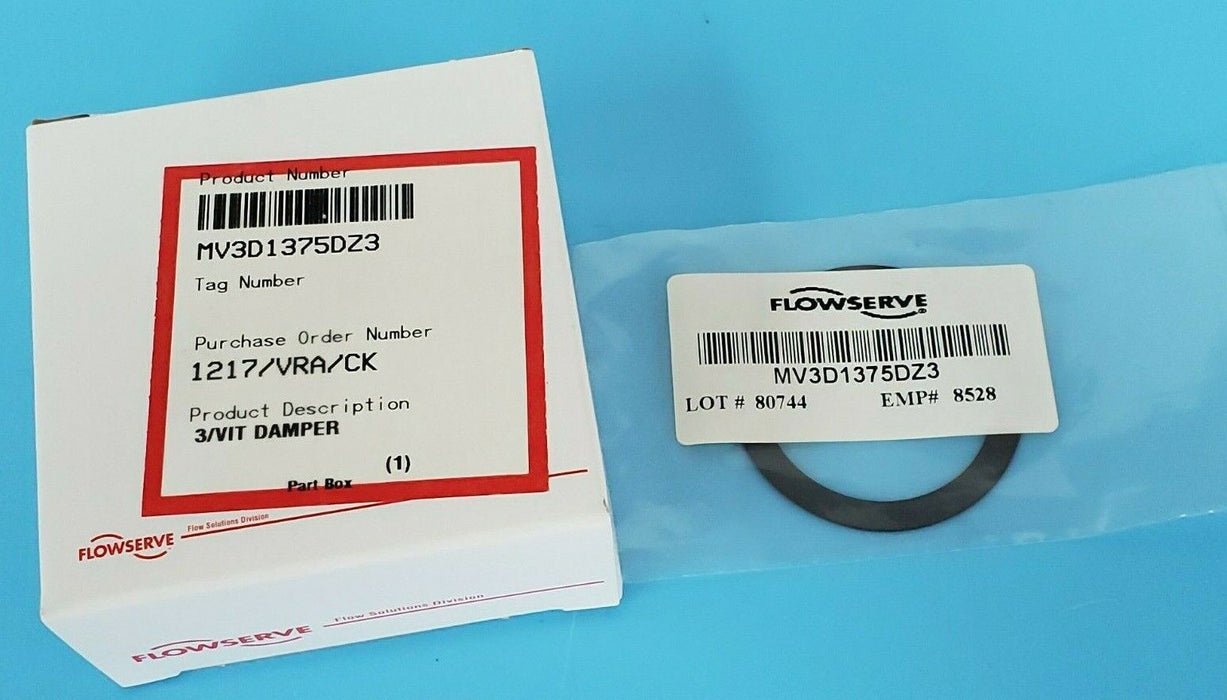 Product Number
MV3D1375DZ3
Tag Number
Purchase Order Number
1217/VRA/CK
Product Description
3/VIT DAMPER
(1)
Part Box
FLOWSERVE
Flow Solutions Division
FLOWSERVE
Flow Solutions Division
FLOWSERVE®
MV3D1375DZ3
LOT # 80744 EMP# 8528